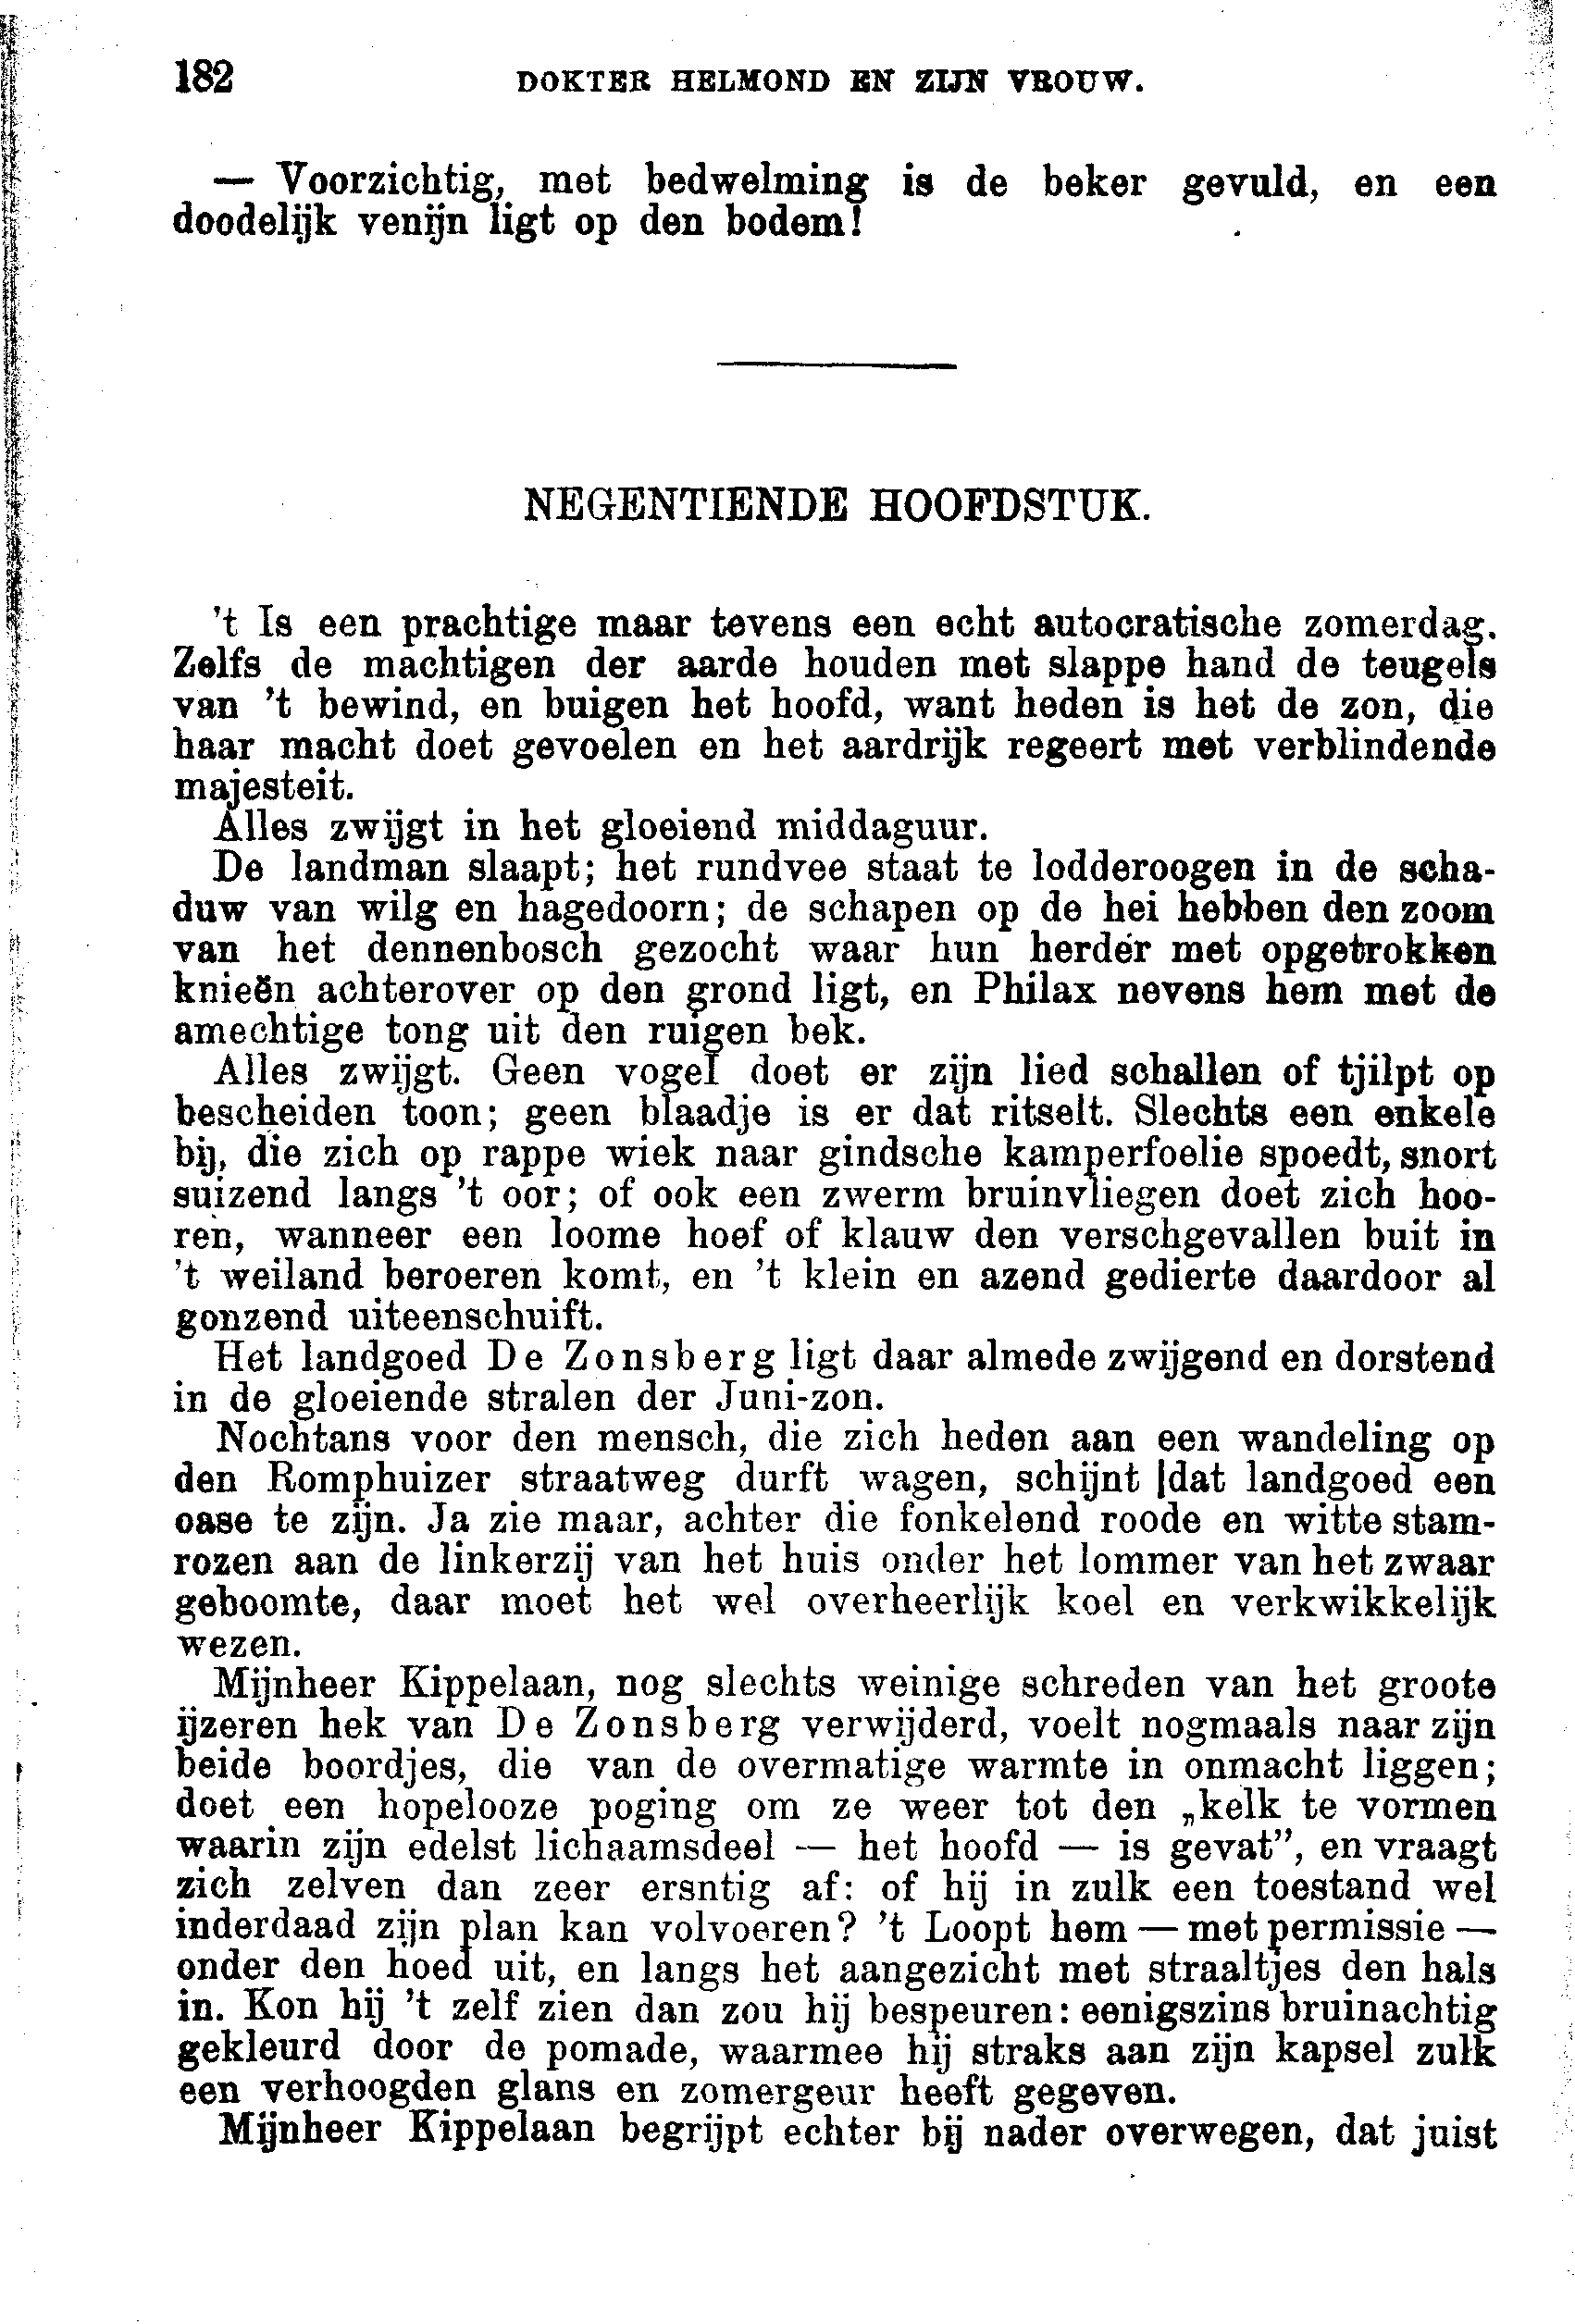 182 DOKTER HELMOND EN ZIJN VROUW.
— Voorzichtig, met bedwelming is de beker gevuld, en een
doodelijk venijn ligt op den bodem!
NEGENTIENDE HOOFDSTUK.
't Is een prachtige maar tevens een echt autocratische zomerdag.
Zelfs de machtigen der aarde houden met slappe hand de teugels
van 't bewind, en buigen het hoofd, want heden is het de zon, die
haar macht doet gevoelen en het aardrijk regeert met verblindende
majesteit.
Alles zwijgt in het gloeiend middaguur.
De landman slaapt; het rundvee staat te lodderoogen in de scha-
duw van wilg en hagedoorn; de schapen op de hei hebben den zoom
van het dennenbosch gezocht waar hun herder met opgetrokken
knieën achterover op den grond ligt, en Philax nevens hem met de
amechtige tong uit den ruigen bek.
Alles zwijgt. Geen vogel doet er zijn lied schallen of tjilpt op
bescheiden toon; geen blaadje is er dat ritselt. Slechts een enkele
bij, die zich op rappe wiek naar gindsche kamperfoelie spoedt, snort
suizend langs 't oor; of ook een zwerm bruinvliegen doet zich hoo-
ren, wanneer een loome hoef of klauw den verschgevallen buit in
't weiland beroeren komt, en 't klein en azend gedierte daardoor al
gonzend uiteenschuift.
Het landgoed De Zonsberg ligt daar almede zwijgend en dorstend
in de gloeiende stralen der Juni-zon.
Nochtans voor den mensch, die zich heden aan een wandeling op
den Romphuizer straatweg durft wagen, schijnt |dat landgoed een
oase te zijn. Ja zie maar, achter die fonkelend roode en witte stam-
rozen aan de linkerzij van het huis onder het lommer van het zwaar
geboomte, daar moet het wel overheerlijk koel en verkwikkelijk
wezen.
Mijnheer Kippelaan, nog slechts weinige schreden van het groote
ijzeren hek van De Zonsberg verwijderd, voelt nogmaals naar zijn
beide boordjes, die van de overmatige warmte in onmacht liggen;
doet een hopelooze poging om ze weer tot den „kelk te vormen
waarin zijn edelst lichaamsdeel — het hoofd — is gevat”, en vraagt
zich zelven dan zeer ersntig af: of hij in zulk een toestand wel
inderdaad zijn plan kan volvoeren? 't Loopt hem — met permissie —
onder den hoed uit, en langs het aangezicht met straaltjes den hals
in. Kon hij 't zelf zien dan zou hij bespeuren: eenigszins bruinachtig
gekleurd door de pomade, waarmee hij straks aan zijn kapsel zulk
een verhoogden glans en zomergeur heeft gegeven.
Mijnheer Kippelaan begrijpt echter bij nader overwegen, dat juist